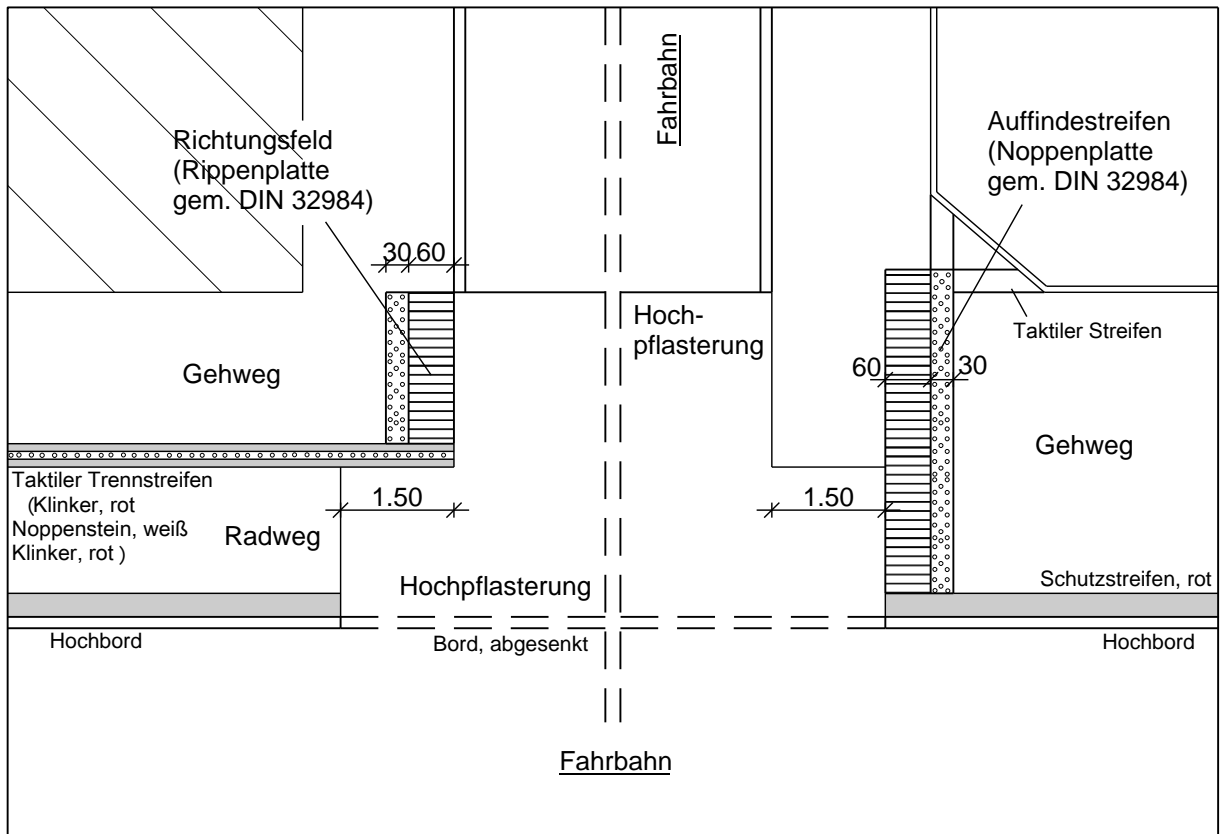 Fahrbahn
Richtungsfeld
(Rippenplatte
gem. DIN 32984)
Auffindestreifen
(Noppenplatte
gem. DIN 32984)
30 60
Hoch-
pflasterung
Taktiler Streifen
60 30
Gehweg
Gehweg
Taktiler Trennstreifen
(Klinker, rot
Noppenstein, weiß
Klinker, rot )
1.50
1.50
Radweg
Hochpflasterung
Schutzstreifen, rot
Hochbord
Bord, abgesenkt
Hochbord
Fahrbahn